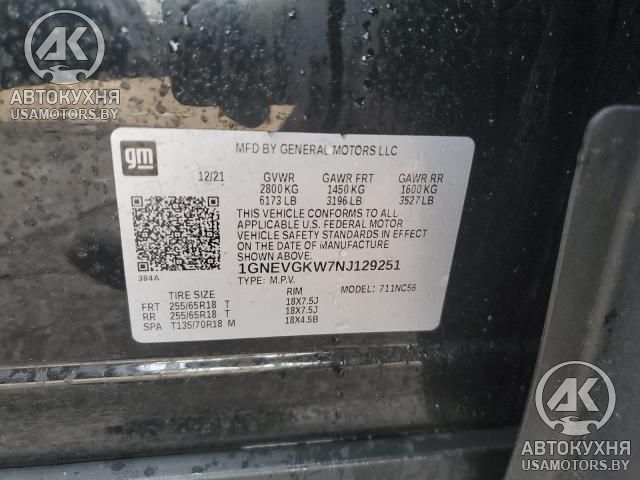 AK
АВТОКУХНЯ
USAMOTORS.BY
gm
MFD BY GENERAL MOTORS LLC
12/21 GVWR GAWR FRT GAWR RR
2800 KG 1450 KG 1600 KG
6173 LB 3196 LB 3527 LB
THIS VEHICLE CONFORMS TO ALL
APPLICABLE U.S. FEDERAL MOTOR
VEHICLE SAFETY STANDARDS IN EFFECT
ON THE DATE OF MANUFACTURE
SHOWN ABOVE.
1GNEVGKW7NJ129251
384A
TYPE: M.P.V.
TIRE SIZE RIM MODEL: 711NC56
FRT 255/65R18 T 18X7.5J
RR 255/65R18 T 18X7.5J
SPA T135/70R18 M 18X4.5B
AK
АВТОКУХНЯ
USAMOTORS.BY